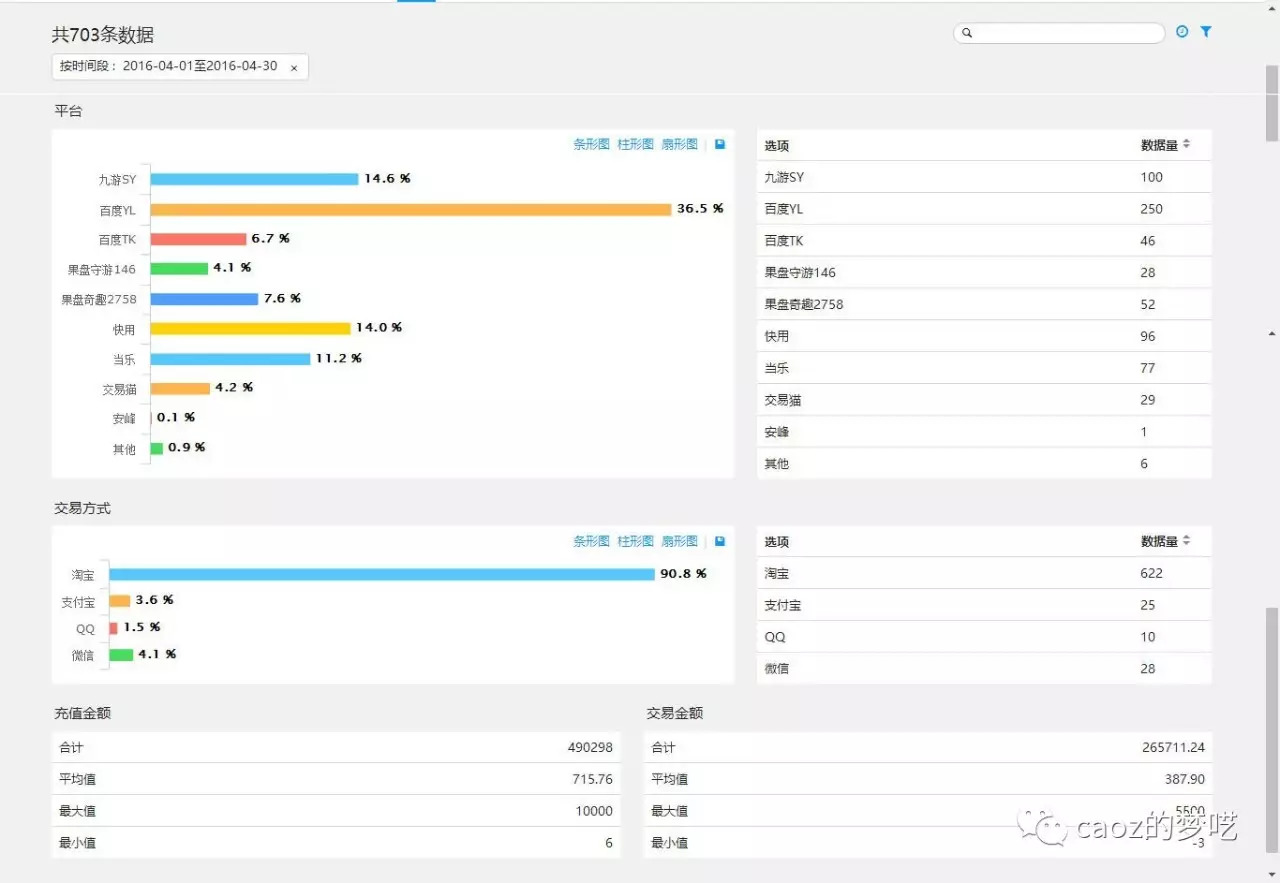 共703条数据
按时间段：2016-04-01至2016-04-30 ×
平台
条形图 柱形图 扇形图
九游SY 14.6 %
百度YL 36.5 %
百度TK 6.7 %
果盘守游146 4.1 %
果盘奇趣2758 7.6 %
快用 14.0 %
当乐 11.2 %
交易猫 4.2 %
安峰 0.1 %
其他 0.9 %
选项 数据量
九游SY 100
百度YL 250
百度TK 46
果盘守游146 28
果盘奇趣2758 52
快用 96
当乐 77
交易猫 29
安峰 1
其他 6
交易方式
条形图 柱形图 扇形图
淘宝 90.8 %
支付宝 3.6 %
QQ 1.5 %
微信 4.1 %
选项 数据量
淘宝 622
支付宝 25
QQ 10
微信 28
充值金额
合计 490298
平均值 715.76
最大值 10000
最小值 6
交易金额
合计 265711.24
平均值 387.90
最大值 5500
最小值 -3
caoz的梦呓